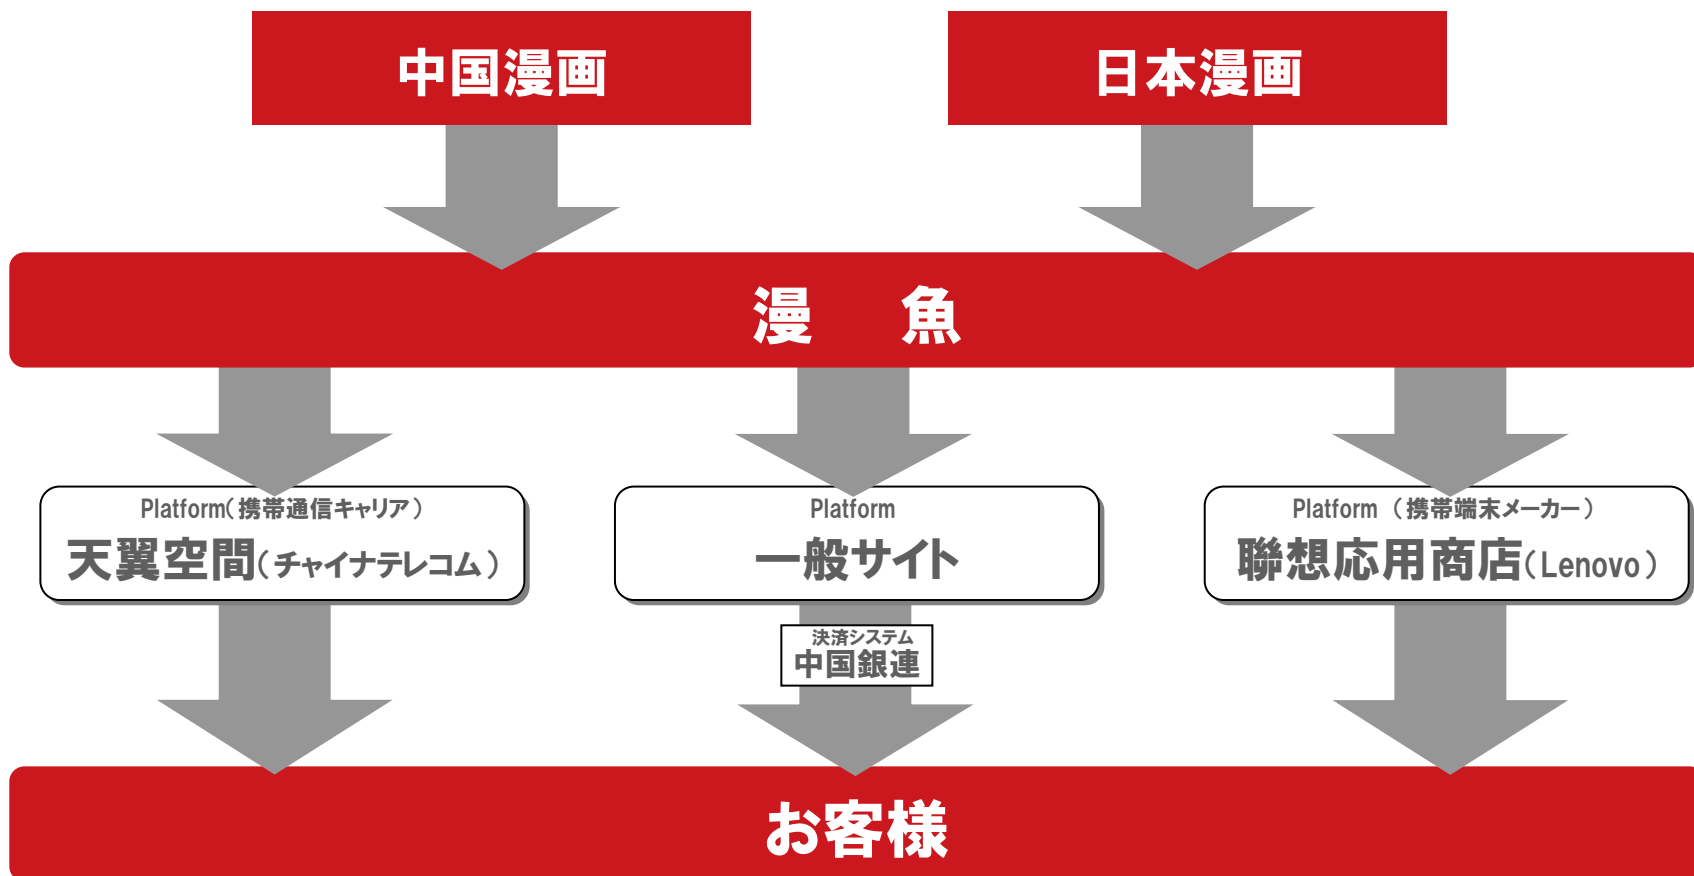 中国漫画
日本漫画
漫 魚
Platform(携帯通信キャリア)
天翼空間(チャイナテレコム)
Platform
一般サイト
Platform (携帯端末メーカー)
聯想応用商店(Lenovo)
決済システム
中国銀連
お客様